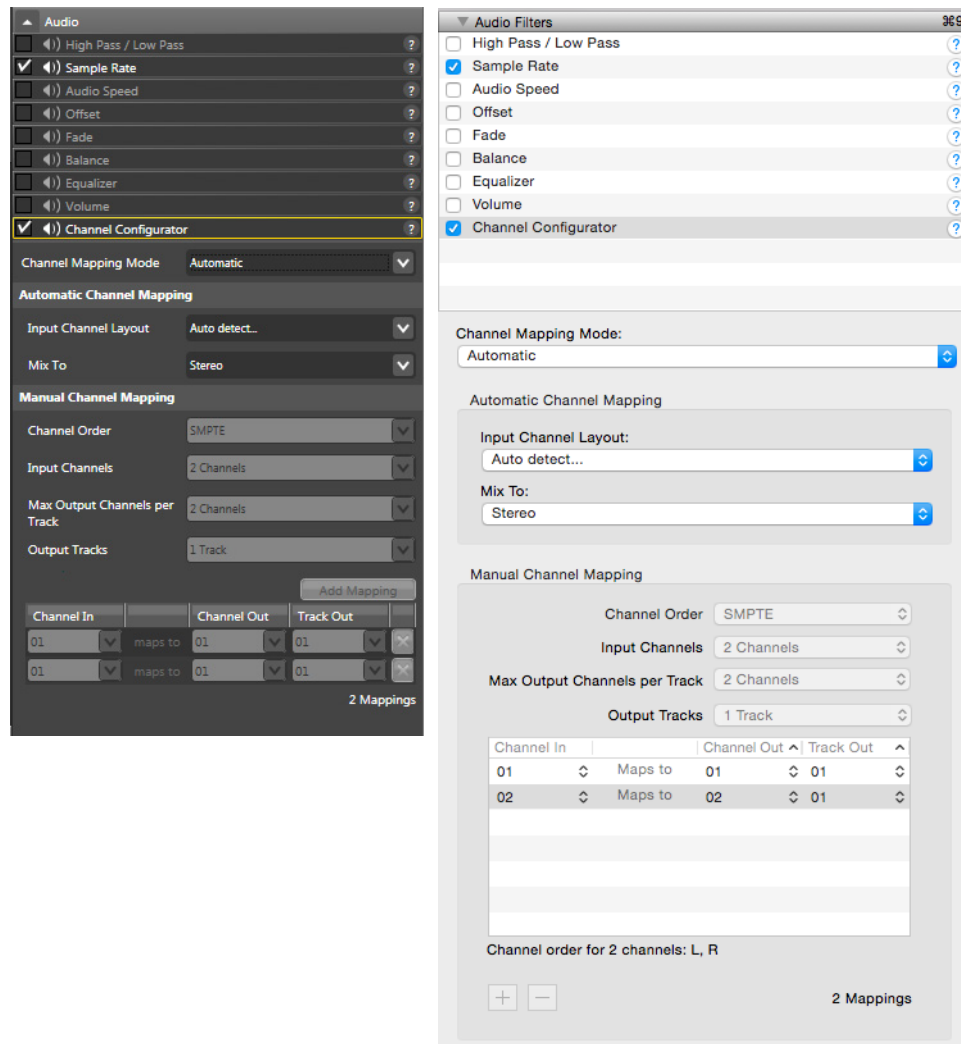 Audio
High Pass / Low Pass ?
Sample Rate ?
Audio Speed ?
Offset ?
Fade ?
Balance ?
Equalizer ?
Volume ?
Channel Configurator ?
Channel Mapping Mode Automatic
Automatic Channel Mapping
Input Channel Layout Auto detect...
Mix To Stereo
Manual Channel Mapping
Channel Order SMPTE
Input Channels 2 Channels
Max Output Channels per
Track 2 Channels
Output Tracks 1 Track
Add Mapping
Channel In Channel Out Track Out
01 maps to 01 01
01 maps to 01 01
2 Mappings
Audio Filters ⌘9
High Pass / Low Pass ?
Sample Rate ?
Audio Speed ?
Offset ?
Fade ?
Balance ?
Equalizer ?
Volume ?
Channel Configurator ?
Channel Mapping Mode:
Automatic
Automatic Channel Mapping
Input Channel Layout:
Auto detect...
Mix To:
Stereo
Manual Channel Mapping
Channel Order SMPTE
Input Channels 2 Channels
Max Output Channels per Track 2 Channels
Output Tracks 1 Track
Channel In Channel Out Track Out
01 Maps to 01 01
02 Maps to 02 01
Channel order for 2 channels: L, R
+ − 2 Mappings